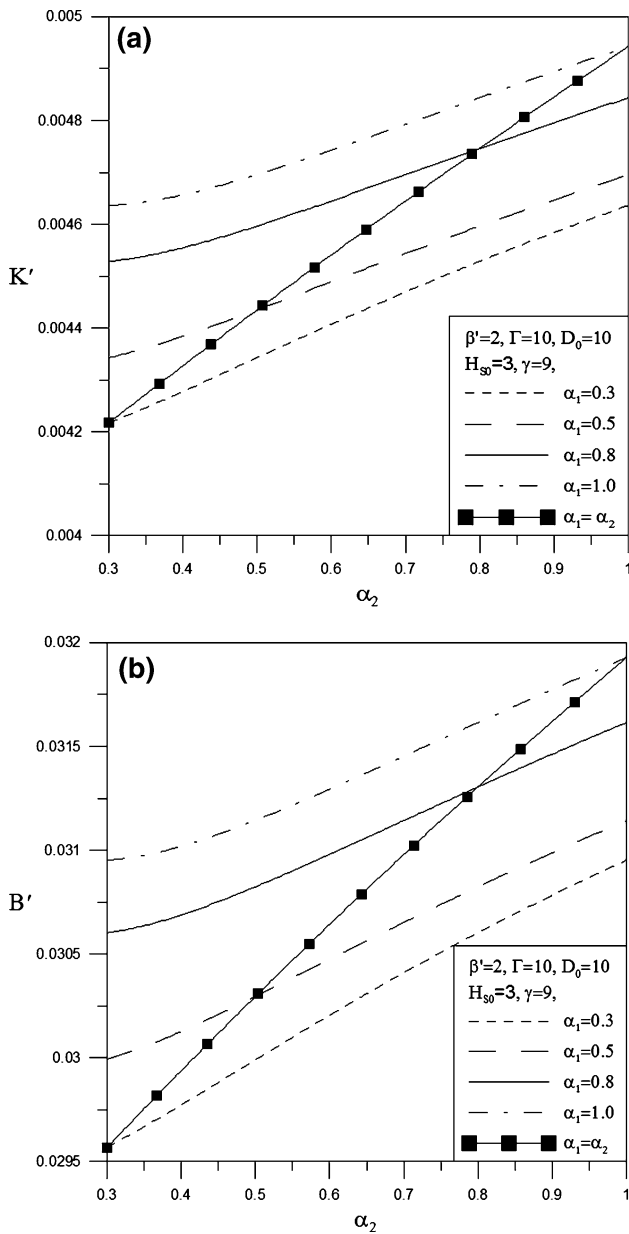 (a)
0.005
0.0048
0.0046
K′
0.0044
0.0042
0.004
β'=2, Γ=10, D₀=10
H_S0=3, γ=9,
α₁=0.3
α₁=0.5
α₁=0.8
α₁=1.0
α₁= α₂
0.3 0.4 0.5 0.6 0.7 0.8 0.9 1
α₂
(b)
0.032
0.0315
0.031
B′
0.0305
0.03
0.0295
β'=2, Γ=10, D₀=10
H_S0=3, γ=9,
α₁=0.3
α₁=0.5
α₁=0.8
α₁=1.0
α₁=α₂
0.3 0.4 0.5 0.6 0.7 0.8 0.9 1
α₂